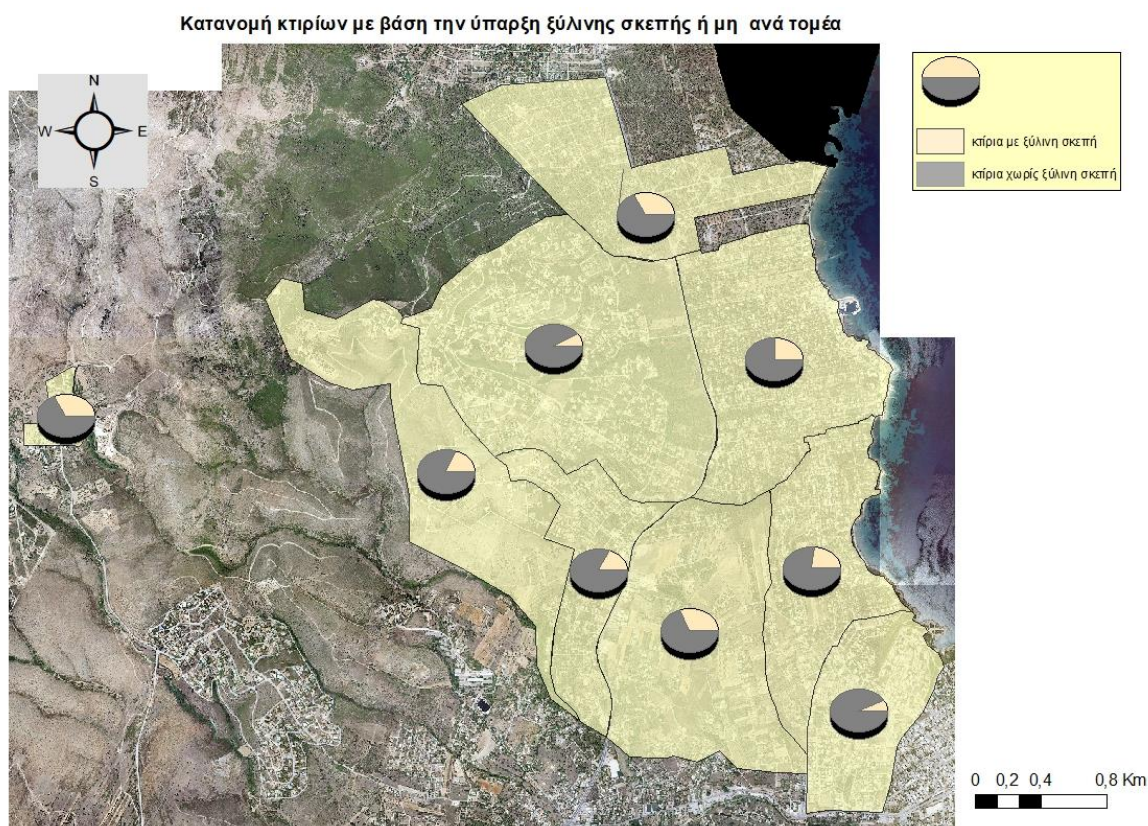 Κατανομή κτιρίων με βάση την ύπαρξη ξύλινης σκεπής ή μη ανά τομέα
N
W E
S
κτίρια με ξύλινη σκεπή
κτίρια χωρίς ξύλινη σκεπή
0 0,2 0,4 0,8 Km